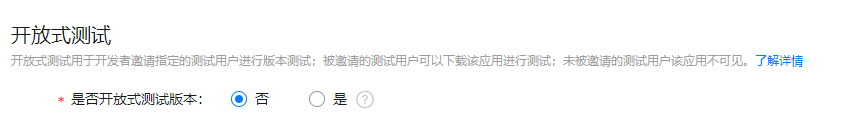 开放式测试
开放式测试用于开发者邀请指定的测试用户进行版本测试；被邀请的测试用户可以下载该应用进行测试；未被邀请的测试用户该应用不可见。了解详情
* 是否开放式测试版本： 否 是 ?